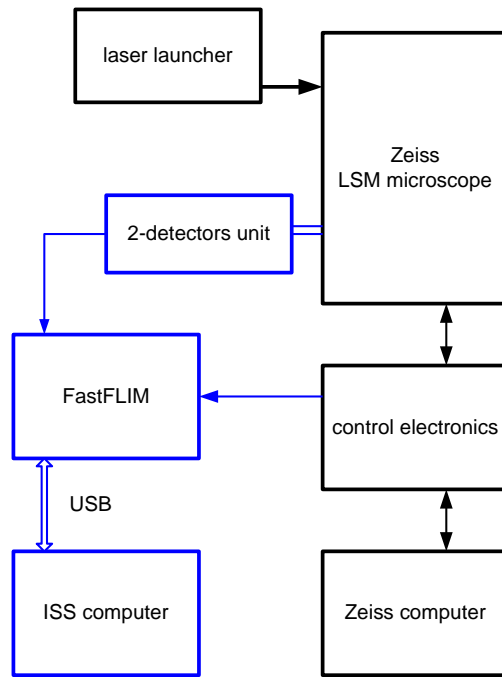 laser launcher
Zeiss
LSM microscope
2-detectors unit
FastFLIM
control electronics
USB
ISS computer
Zeiss computer